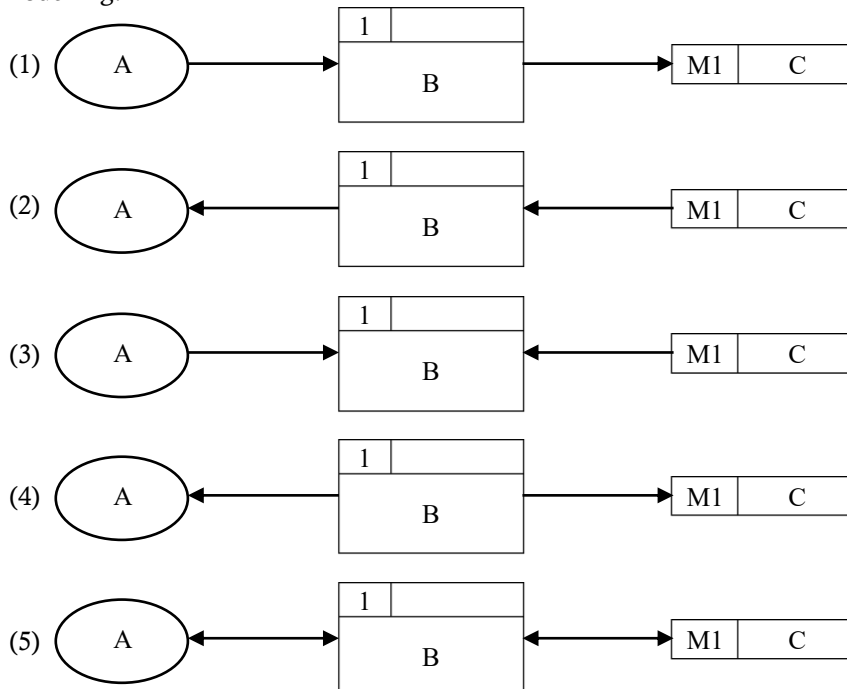 1
(1) A B M1 C
1
(2) A B M1 C
1
(3) A B M1 C
1
(4) A B M1 C
1
(5) A B M1 C